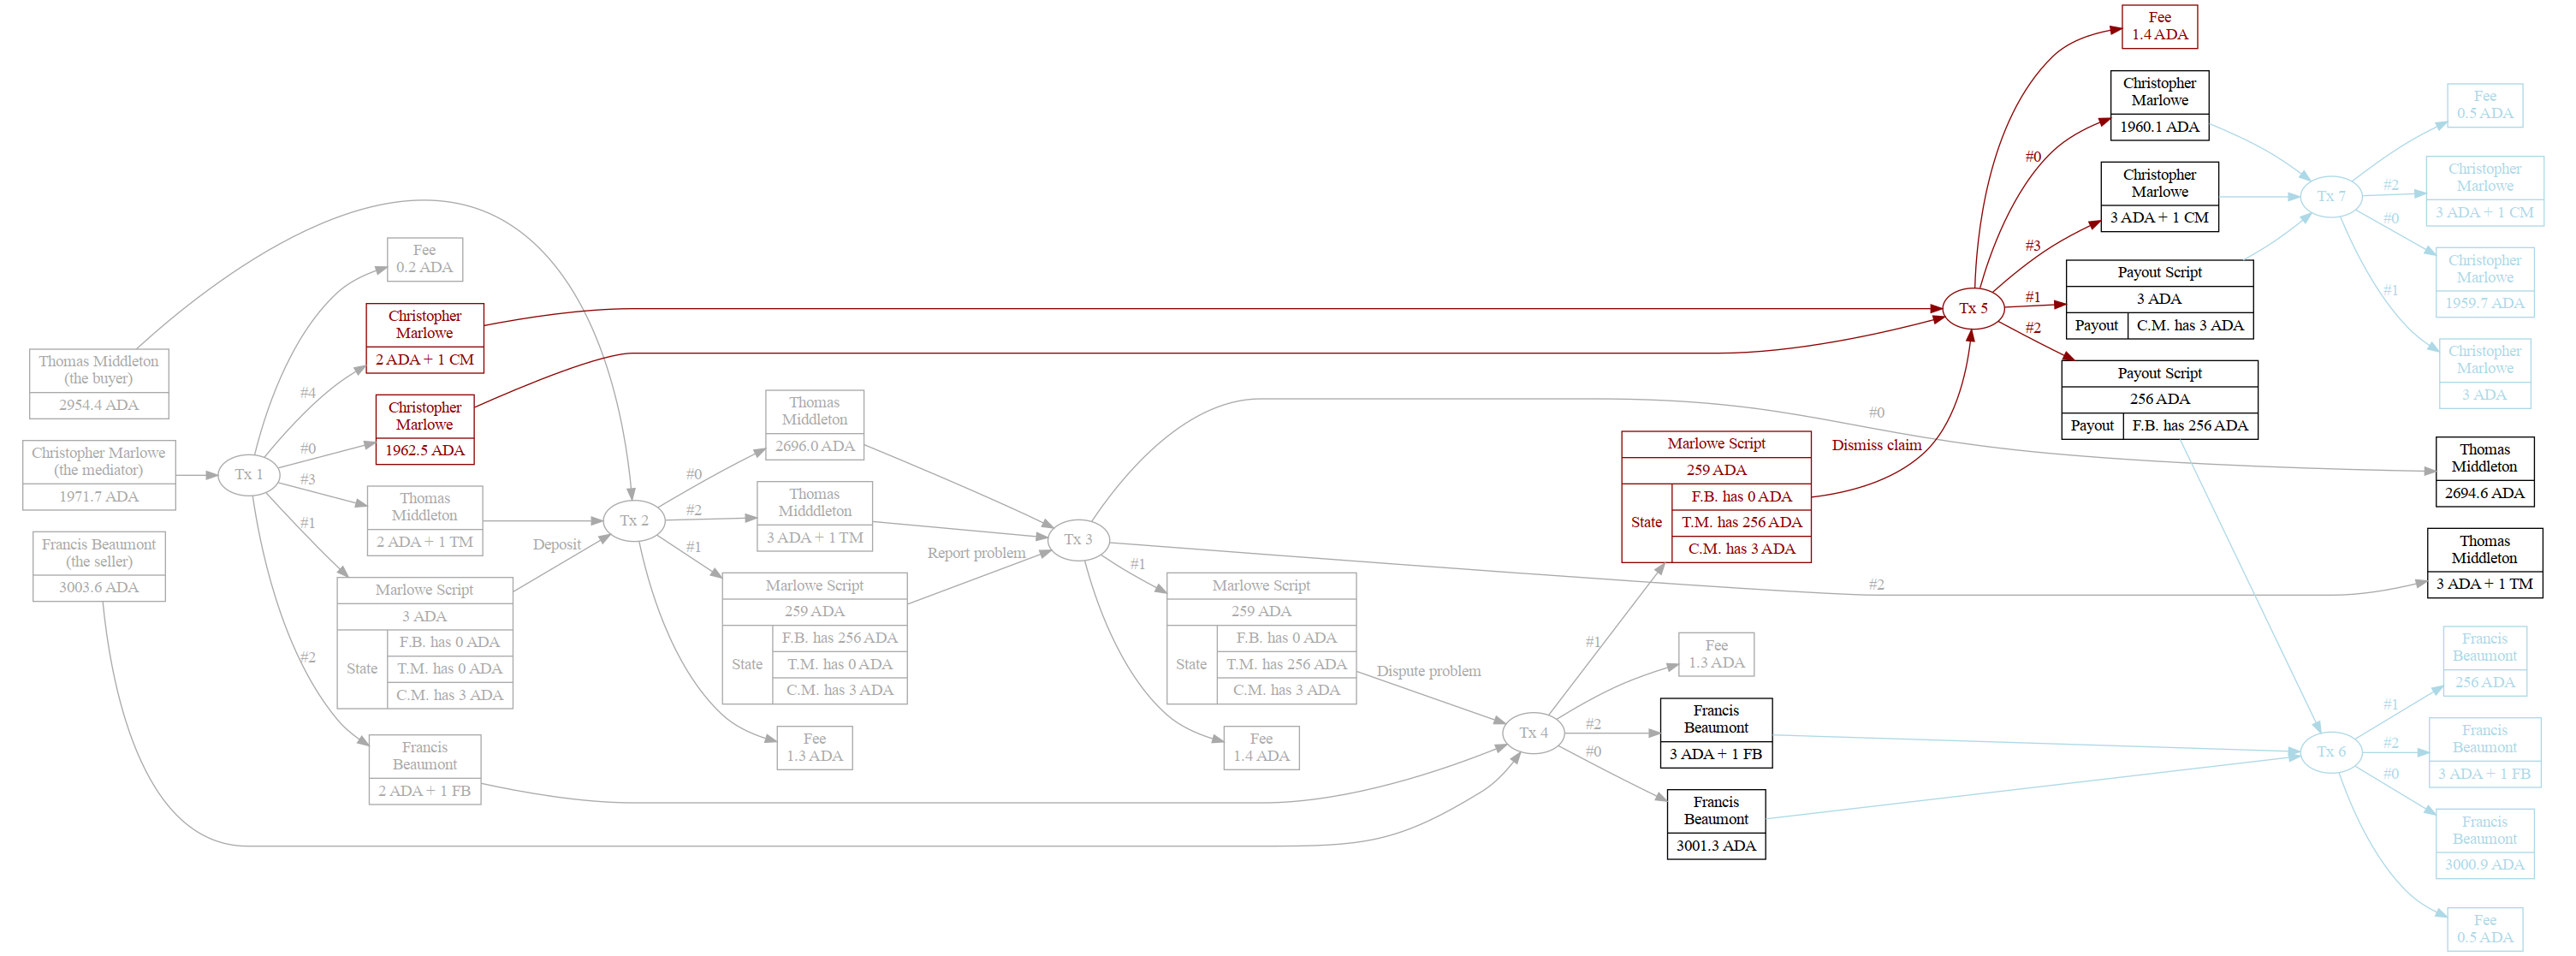 Thomas Middleton
(the buyer)
2954.4 ADA
Christopher Marlowe
(the mediator)
1971.7 ADA
Francis Beaumont
(the seller)
3003.6 ADA
Tx 1
#4
#0
#3
#1
#2
Fee
0.2 ADA
Christopher
Marlowe
2 ADA + 1 CM
Christopher
Marlowe
1962.5 ADA
Thomas
Middleton
2 ADA + 1 TM
Marlowe Script
3 ADA
State
F.B. has 0 ADA
T.M. has 0 ADA
C.M. has 3 ADA
Francis
Beaumont
2 ADA + 1 FB
Deposit
Tx 2
#0
#2
#1
Thomas
Middleton
2696.0 ADA
Thomas
Midddleton
3 ADA + 1 TM
Marlowe Script
259 ADA
State
F.B. has 256 ADA
T.M. has 0 ADA
C.M. has 3 ADA
Fee
1.3 ADA
Report problem
Tx 3
#1
#0
#2
Marlowe Script
259 ADA
State
F.B. has 0 ADA
T.M. has 256 ADA
C.M. has 3 ADA
Fee
1.4 ADA
Dispute problem
Tx 4
#1
#2
#0
Marlowe Script
259 ADA
State
F.B. has 0 ADA
T.M. has 256 ADA
C.M. has 3 ADA
Fee
1.3 ADA
Francis
Beaumont
3 ADA + 1 FB
Francis
Beaumont
3001.3 ADA
Dismiss claim
Tx 5
#0
#3
#1
#2
Fee
1.4 ADA
Christopher
Marlowe
1960.1 ADA
Christopher
Marlowe
3 ADA + 1 CM
Payout Script
3 ADA
Payout
C.M. has 3 ADA
Payout Script
256 ADA
Payout
F.B. has 256 ADA
Tx 7
#2
#0
#1
Fee
0.5 ADA
Christopher
Marlowe
3 ADA + 1 CM
Christopher
Marlowe
1959.7 ADA
Christopher
Marlowe
3 ADA
Thomas
Middleton
2694.6 ADA
Thomas
Middleton
3 ADA + 1 TM
Tx 6
#1
#2
#0
Francis
Beaumont
256 ADA
Francis
Beaumont
3 ADA + 1 FB
Francis
Beaumont
3000.9 ADA
Fee
0.5 ADA